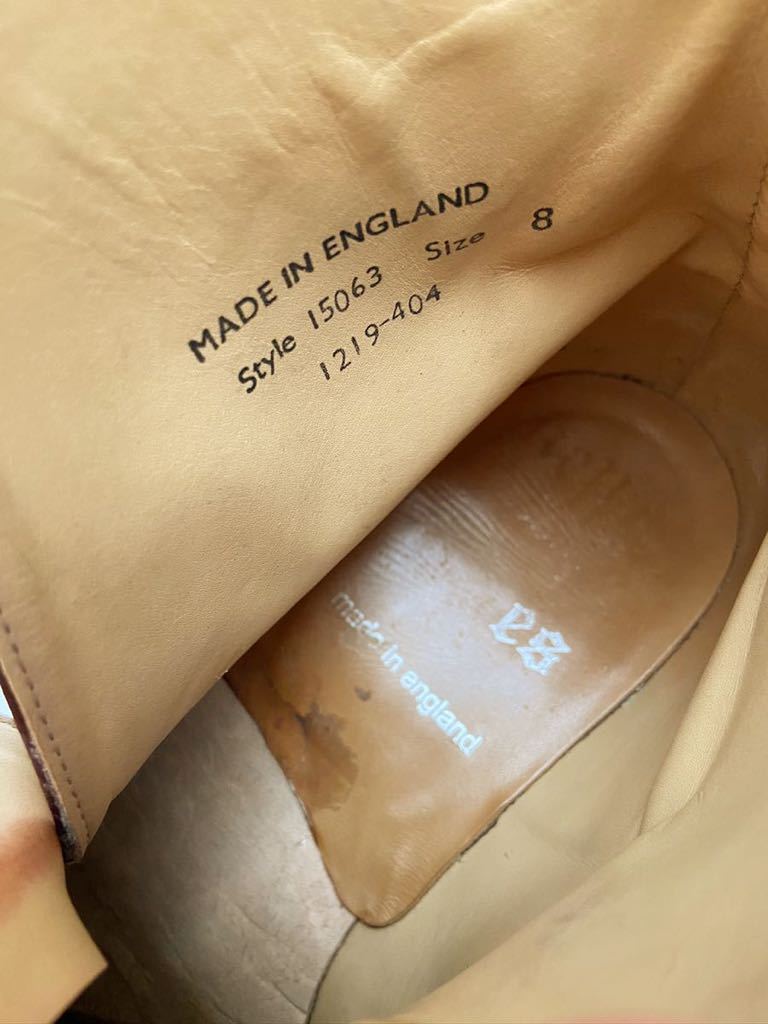 MADE IN ENGLAND
Style 15063 Size 8
1219-404
made in england